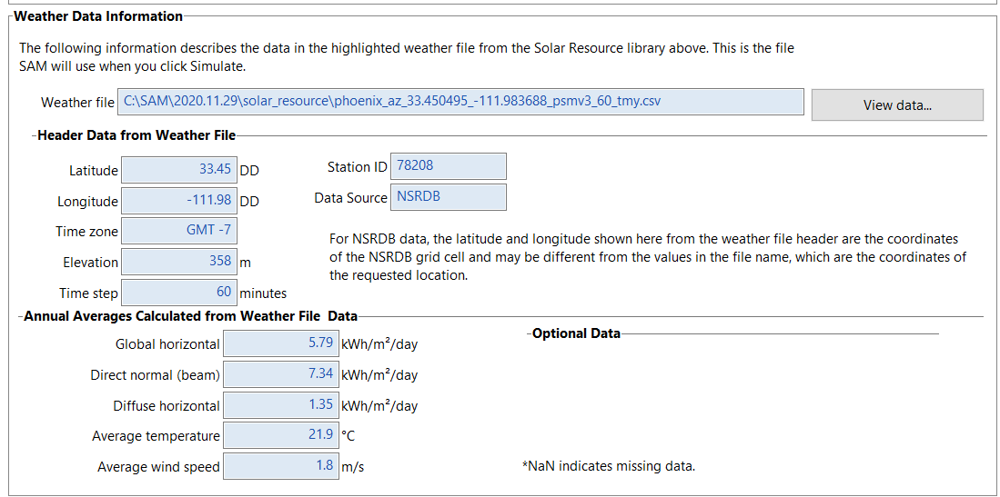 Weather Data Information
The following information describes the data in the highlighted weather file from the Solar Resource library above. This is the file
SAM will use when you click Simulate.
Weather file C:\SAM\2020.11.29\solar_resource\phoenix_az_33.450495_-111.983688_psmv3_60_tmy.csv View data...
Header Data from Weather File
Latitude 33.45 DD Station ID 78208
Longitude -111.98 DD Data Source NSRDB
Time zone GMT -7
For NSRDB data, the latitude and longitude shown here from the weather file header are the coordinates
of the NSRDB grid cell and may be different from the values in the file name, which are the coordinates of
the requested location.
Elevation 358 m
Time step 60 minutes
Annual Averages Calculated from Weather File  Data
Global horizontal 5.79 kWh/m²/day
Direct normal (beam) 7.34 kWh/m²/day
Diffuse horizontal 1.35 kWh/m²/day
Average temperature 21.9 °C
Average wind speed 1.8 m/s
Optional Data
*NaN indicates missing data.